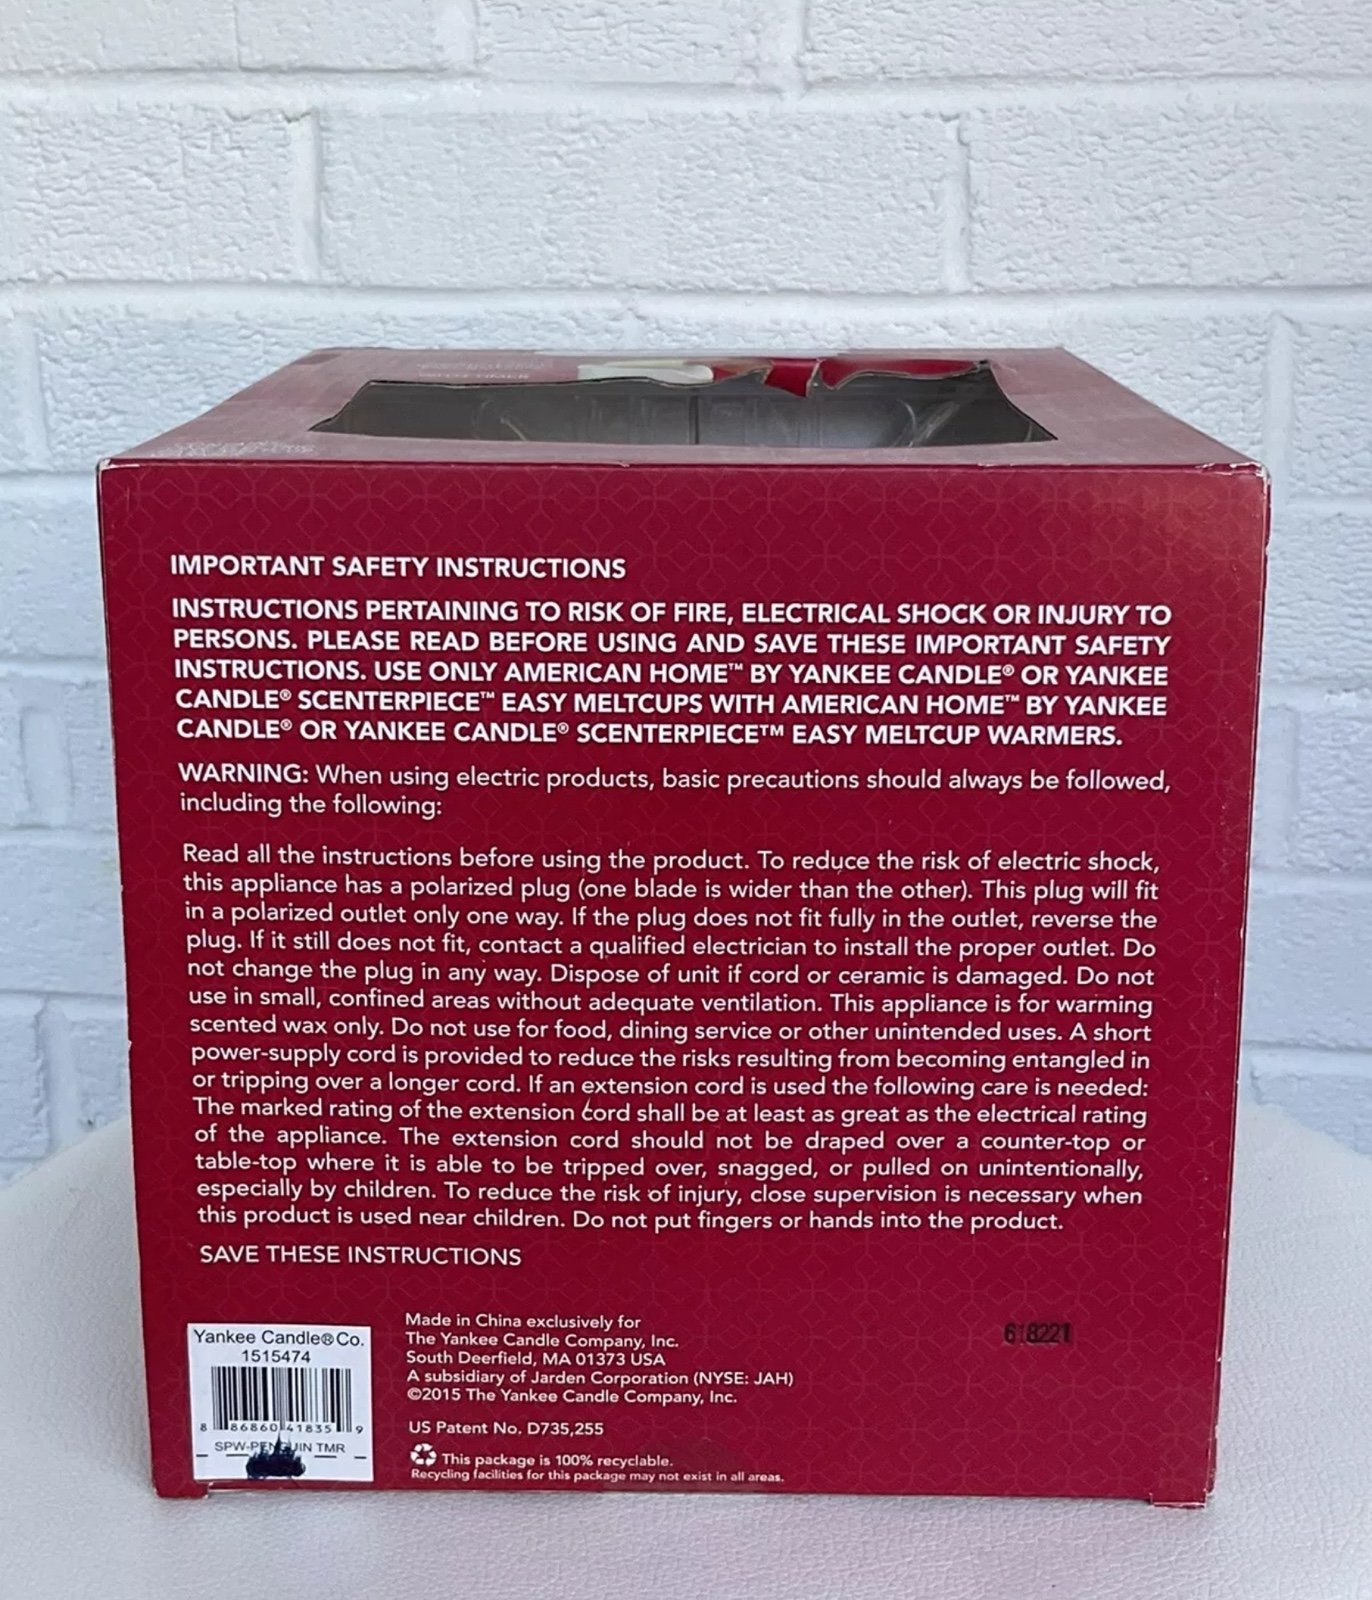 WITH TIMER
IMPORTANT SAFETY INSTRUCTIONS
INSTRUCTIONS PERTAINING TO RISK OF FIRE, ELECTRICAL SHOCK OR INJURY TO
PERSONS. PLEASE READ BEFORE USING AND SAVE THESE IMPORTANT SAFETY
INSTRUCTIONS. USE ONLY AMERICAN HOME™ BY YANKEE CANDLE® OR YANKEE
CANDLE® SCENTERPIECE™ EASY MELTCUPS WITH AMERICAN HOME™ BY YANKEE
CANDLE® OR YANKEE CANDLE® SCENTERPIECE™ EASY MELTCUP WARMERS.
WARNING: When using electric products, basic precautions should always be followed,
including the following:
Read all the instructions before using the product. To reduce the risk of electric shock,
this appliance has a polarized plug (one blade is wider than the other). This plug will fit
in a polarized outlet only one way. If the plug does not fit fully in the outlet, reverse the
plug. If it still does not fit, contact a qualified electrician to install the proper outlet. Do
not change the plug in any way. Dispose of unit if cord or ceramic is damaged. Do not
use in small, confined areas without adequate ventilation. This appliance is for warming
scented wax only. Do not use for food, dining service or other unintended uses. A short
power-supply cord is provided to reduce the risks resulting from becoming entangled in
or tripping over a longer cord. If an extension cord is used the following care is needed:
The marked rating of the extension cord shall be at least as great as the electrical rating
of the appliance. The extension cord should not be draped over a counter-top or
table-top where it is able to be tripped over, snagged, or pulled on unintentionally,
especially by children. To reduce the risk of injury, close supervision is necessary when
this product is used near children. Do not put fingers or hands into the product.
SAVE THESE INSTRUCTIONS
Yankee Candle® Co.
1515474
8 86860 41835 9
SPW-PENGUIN TMR
Made in China exclusively for
The Yankee Candle Company, Inc.
South Deerfield, MA 01373 USA
A subsidiary of Jarden Corporation (NYSE: JAH)
©2015 The Yankee Candle Company, Inc.
US Patent No. D735,255
This package is 100% recyclable.
Recycling facilities for this package may not exist in all areas.
618221